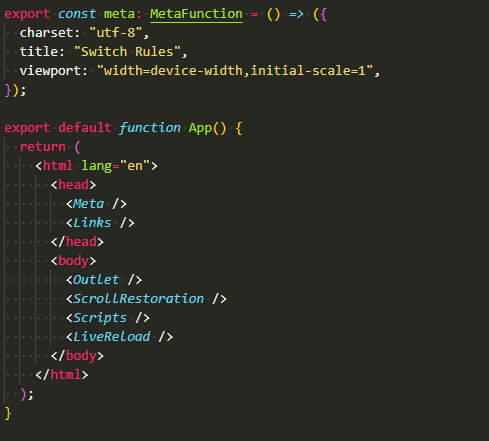 export const meta: MetaFunction = () => ({
  charset: "utf-8",
  title: "Switch Rules",
  viewport: "width=device-width,initial-scale=1",
});

export default function App() {
  return (
    <html lang="en">
      <head>
        <Meta />
        <Links />
      </head>
      <body>
        <Outlet />
        <ScrollRestoration />
        <Scripts />
        <LiveReload />
      </body>
    </html>
  );
}